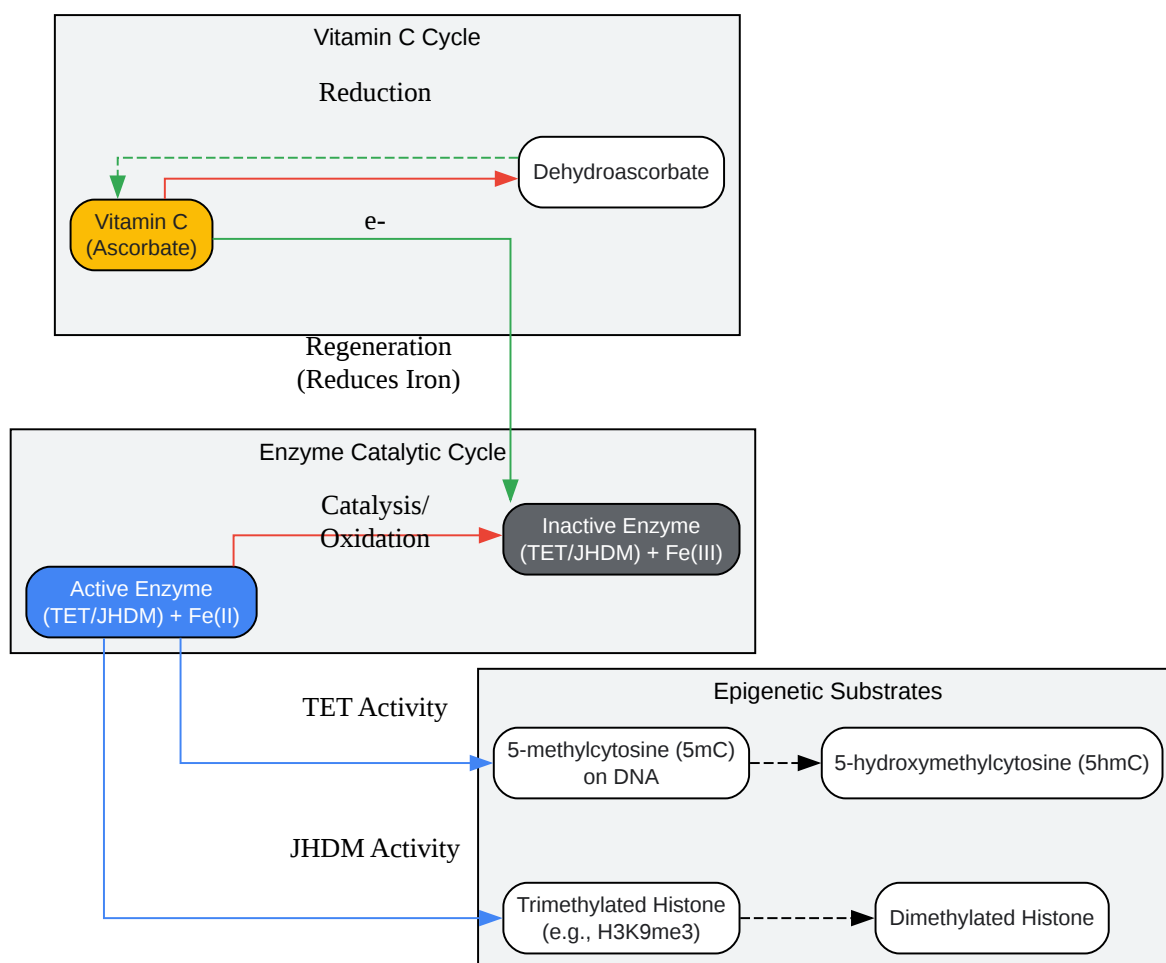 Vitamin C Cycle
Reduction
Dehydroascorbate
Vitamin C
(Ascorbate)
e-
Regeneration
(Reduces Iron)
Enzyme Catalytic Cycle
Catalysis/
Oxidation
Inactive Enzyme
(TET/JHDM) + Fe(III)
Active Enzyme
(TET/JHDM) + Fe(II)
Epigenetic Substrates
TET Activity
5-methylcytosine (5mC)
on DNA
5-hydroxymethylcytosine (5hmC)
JHDM Activity
Trimethylated Histone
(e.g., H3K9me3)
Dimethylated Histone